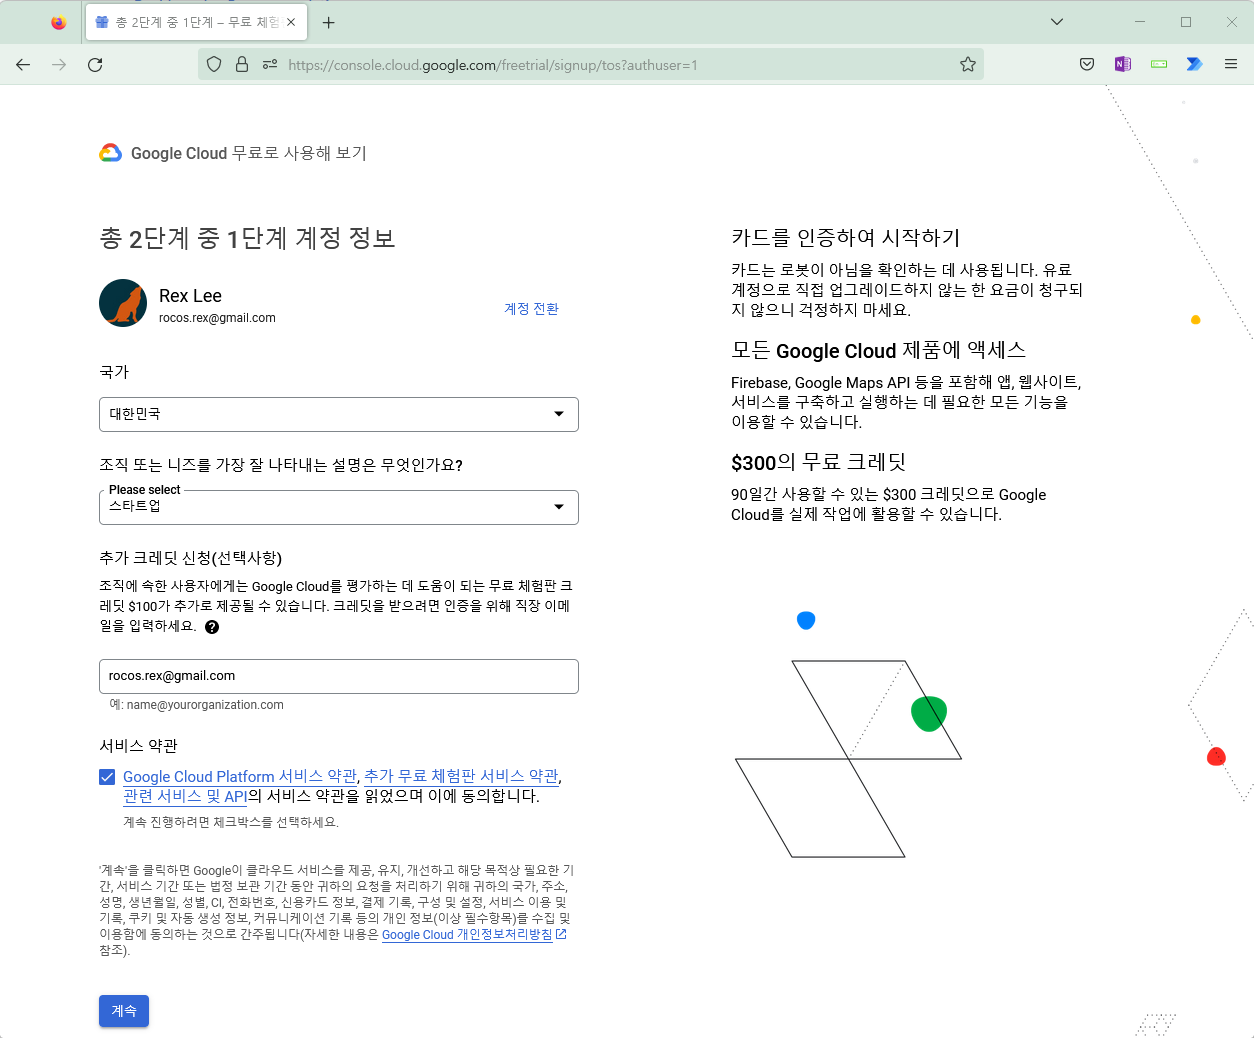 총 2단계 중 1단계 – 무료 체험
https://console.cloud.google.com/freetrial/signup/tos?authuser=1
Google Cloud 무료로 사용해 보기
총 2단계 중 1단계 계정 정보
Rex Lee
rocos.rex@gmail.com
계정 전환
국가
대한민국
조직 또는 니즈를 가장 잘 나타내는 설명은 무엇인가요?
Please select
스타트업
추가 크레딧 신청(선택사항)
조직에 속한 사용자에게는 Google Cloud를 평가하는 데 도움이 되는 무료 체험판 크
레딧 $100가 추가로 제공될 수 있습니다. 크레딧을 받으려면 인증을 위해 직장 이메
일을 입력하세요. ?
rocos.rex@gmail.com
예: name@yourorganization.com
서비스 약관
Google Cloud Platform 서비스 약관, 추가 무료 체험판 서비스 약관,
관련 서비스 및 API의 서비스 약관을 읽었으며 이에 동의합니다.
계속 진행하려면 체크박스를 선택하세요.
'계속'을 클릭하면 Google이 클라우드 서비스를 제공, 유지, 개선하고 해당 목적상 필요한 기
간, 서비스 기간 또는 법정 보관 기간 동안 귀하의 요청을 처리하기 위해 귀하의 국가, 주소,
성명, 생년월일, 성별, CI, 전화번호, 신용카드 정보, 결제 기록, 구성 및 설정, 서비스 이용 및
기록, 쿠키 및 자동 생성 정보, 커뮤니케이션 기록 등의 개인 정보(이상 필수항목)를 수집 및
이용함에 동의하는 것으로 간주됩니다(자세한 내용은 Google Cloud 개인정보처리방침
참조).
계속
카드를 인증하여 시작하기
카드는 로봇이 아님을 확인하는 데 사용됩니다. 유료
계정으로 직접 업그레이드하지 않는 한 요금이 청구되
지 않으니 걱정하지 마세요.
모든 Google Cloud 제품에 액세스
Firebase, Google Maps API 등을 포함해 앱, 웹사이트,
서비스를 구축하고 실행하는 데 필요한 모든 기능을
이용할 수 있습니다.
$300의 무료 크레딧
90일간 사용할 수 있는 $300 크레딧으로 Google
Cloud를 실제 작업에 활용할 수 있습니다.